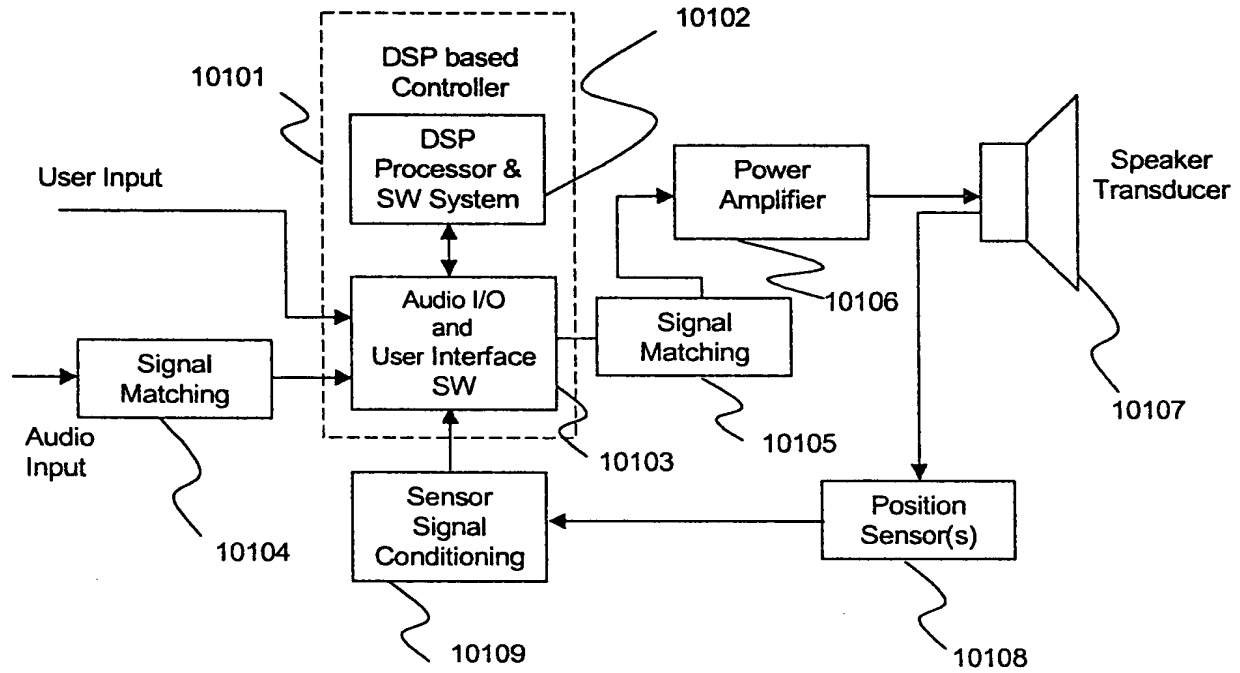 10102
DSP based
Controller
10101
DSP
Processor &
SW System
Power
Amplifier
Speaker
Transducer
User Input
10106
Audio I/O
and
User Interface
SW
Signal
Matching
Signal
Matching
10107
Audio
Input
10105
10103
Sensor
Signal
Conditioning
Position
Sensor(s)
10104
10109
10108